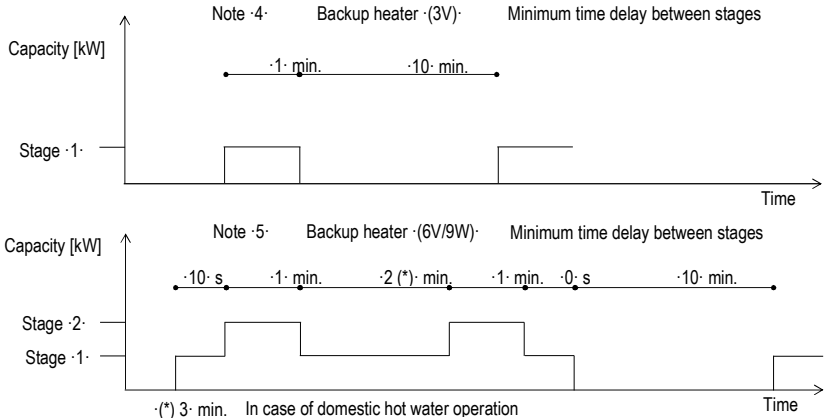 Note ·4· Backup heater ·(3V)· Minimum time delay between stages
Capacity [kW]
·1· min. ·10· min.
Stage ·1·
Time
Note ·5· Backup heater ·(6V/9W)· Minimum time delay between stages
Capacity [kW]
·10· s ·1· min. ·2 (*)· min. ·1· min. ·0· s ·10· min.
Stage ·2·
Stage ·1·
Time
·(*) 3· min. In case of domestic hot water operation